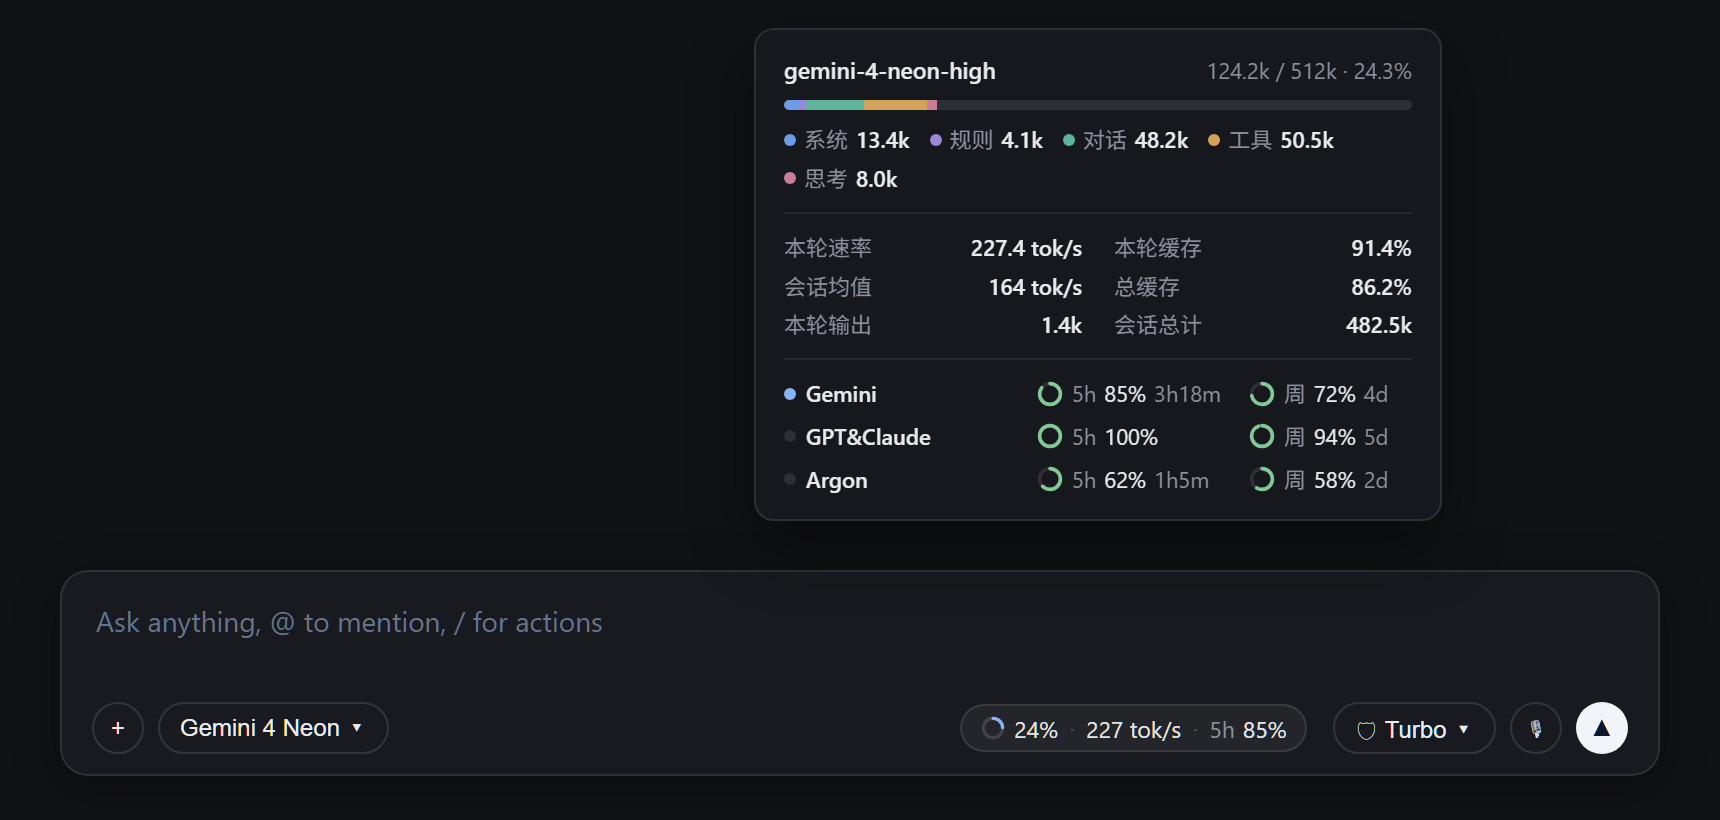 gemini-4-neon-high 124.2k / 512k · 24.3%
系统 13.4k 规则 4.1k 对话 48.2k 工具 50.5k
思考 8.0k
本轮速率 227.4 tok/s 本轮缓存 91.4%
会话均值 164 tok/s 总缓存 86.2%
本轮输出 1.4k 会话总计 482.5k
Gemini 5h 85% 3h18m 周 72% 4d
GPT&Claude 5h 100% 周 94% 5d
Argon 5h 62% 1h5m 周 58% 2d
Ask anything, @ to mention, / for actions
+ Gemini 4 Neon ▼ 24% · 227 tok/s · 5h 85% Turbo ▼